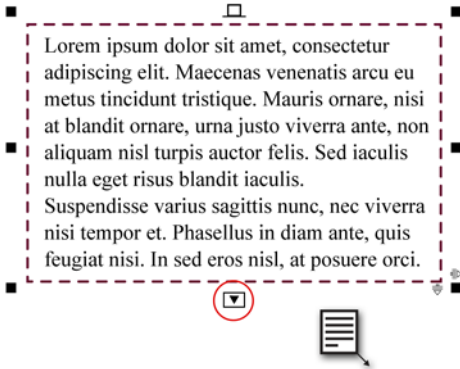 Lorem ipsum dolor sit amet, consectetur
adipiscing elit. Maecenas venenatis arcu eu
metus tincidunt tristique. Mauris ornare, nisi
at blandit ornare, urna justo viverra ante, non
aliquam nisl turpis auctor felis. Sed iaculis
nulla eget risus blandit iaculis.
Suspendisse varius sagittis nunc, nec viverra
nisi tempor et. Phasellus in diam ante, quis
feugiat nisi. In sed eros nisl, at posuere orci.